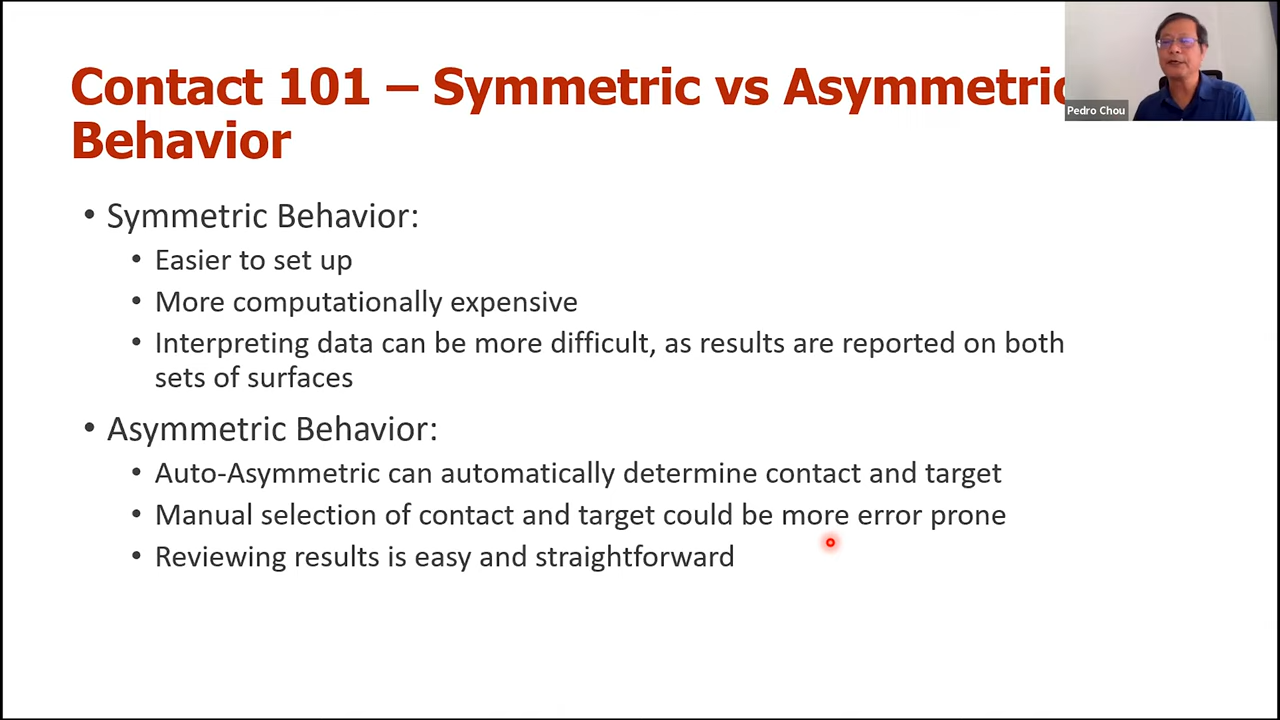 Contact 101 – Symmetric vs Asymmetric
Behavior
Pedro Chou
• Symmetric Behavior:
• Easier to set up
• More computationally expensive
• Interpreting data can be more difficult, as results are reported on both
sets of surfaces
• Asymmetric Behavior:
• Auto-Asymmetric can automatically determine contact and target
• Manual selection of contact and target could be more error prone
• Reviewing results is easy and straightforward